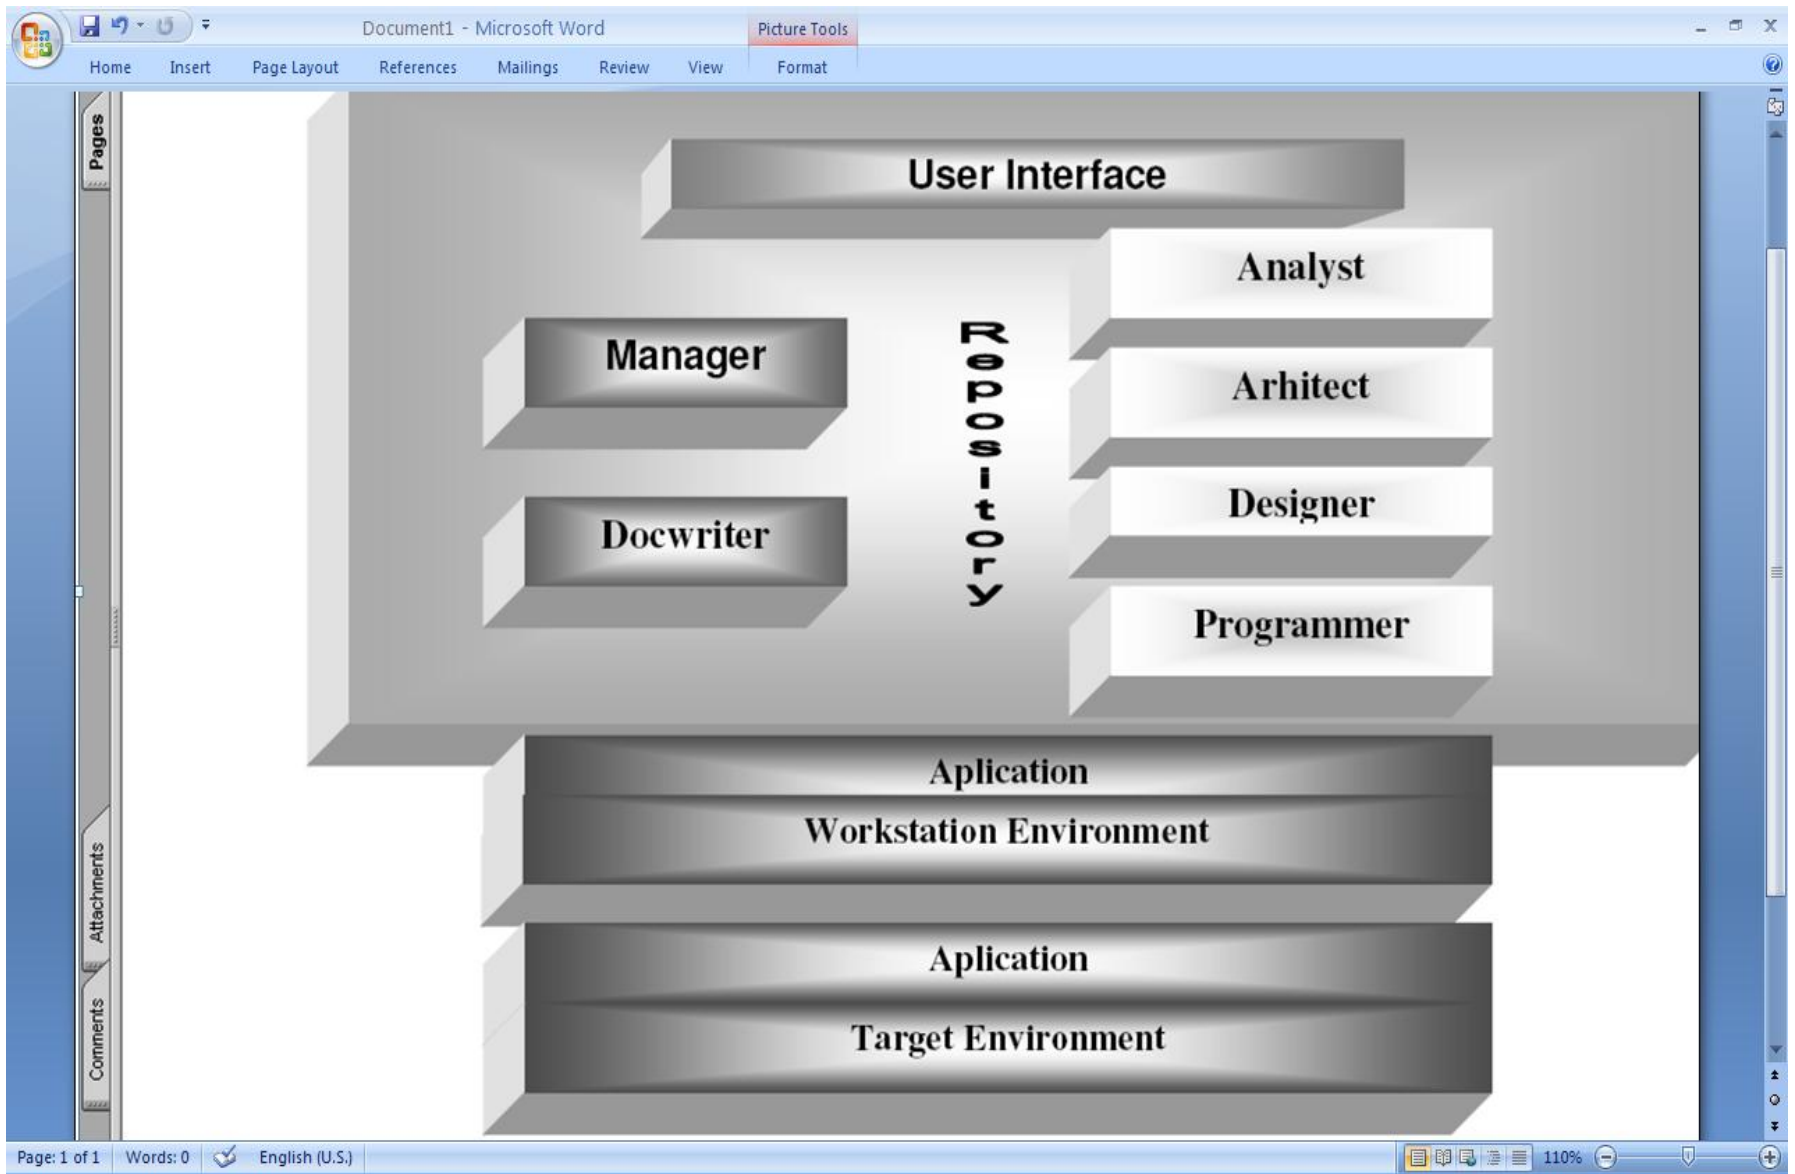 Document1 - Microsoft Word
Picture Tools
Home Insert Page Layout References Mailings Review View Format
Pages
User Interface
Analyst
Manager
Repository
Arhitect
Docwriter
Designer
Programmer
Aplication
Workstation Environment
Attachments
Aplication
Comments
Target Environment
Page: 1 of 1 Words: 0 English (U.S.) 110%